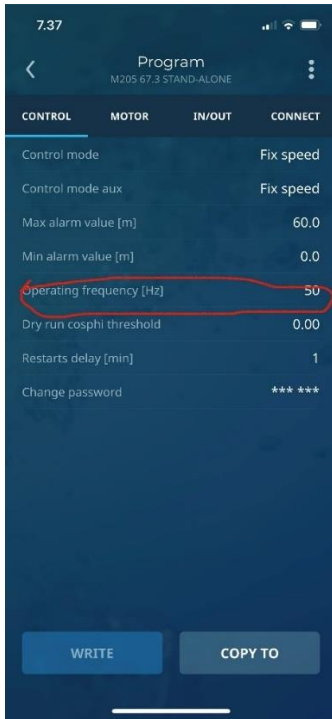 7.37
Program
M205 67.3 STAND-ALONE
CONTROL MOTOR IN/OUT CONNECT
Control mode Fix speed
Control mode aux Fix speed
Max alarm value [m] 60.0
Min alarm value [m] 0.0
Operating frequency [Hz] 50
Dry run cosphi threshold 0.00
Restarts delay [min] 1
Change password *** ***
WRITE COPY TO